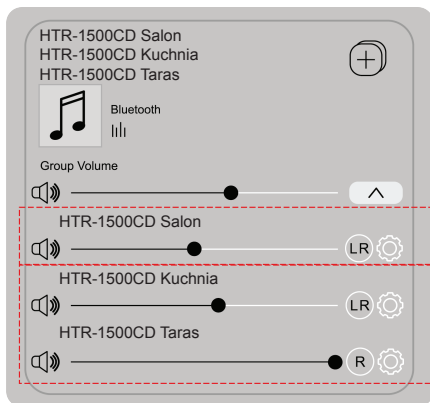 HTR-1500CD Salon
HTR-1500CD Kuchnia
HTR-1500CD Taras
Bluetooth
Group Volume
HTR-1500CD Salon
LR
HTR-1500CD Kuchnia
LR
HTR-1500CD Taras
R